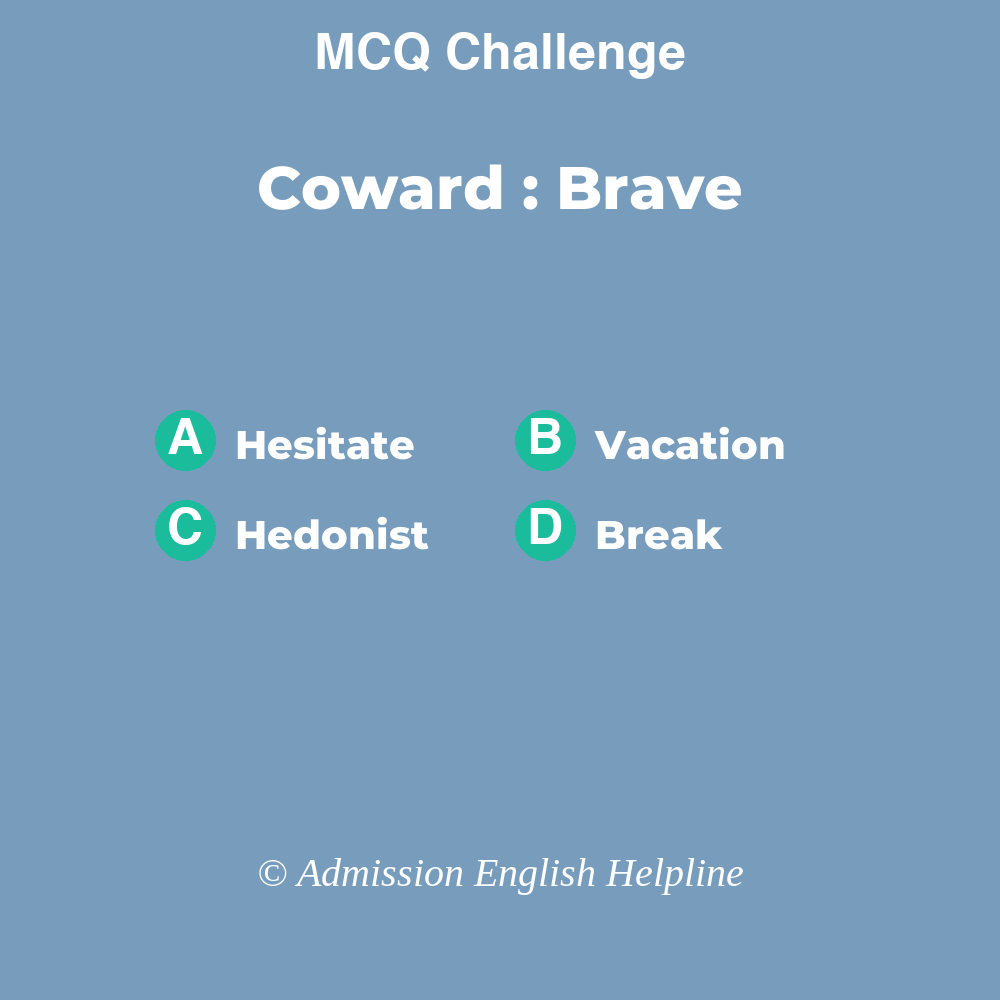 MCQ Challenge
Coward : Brave
A Hesitate B Vacation
C Hedonist D Break
© Admission English Helpline